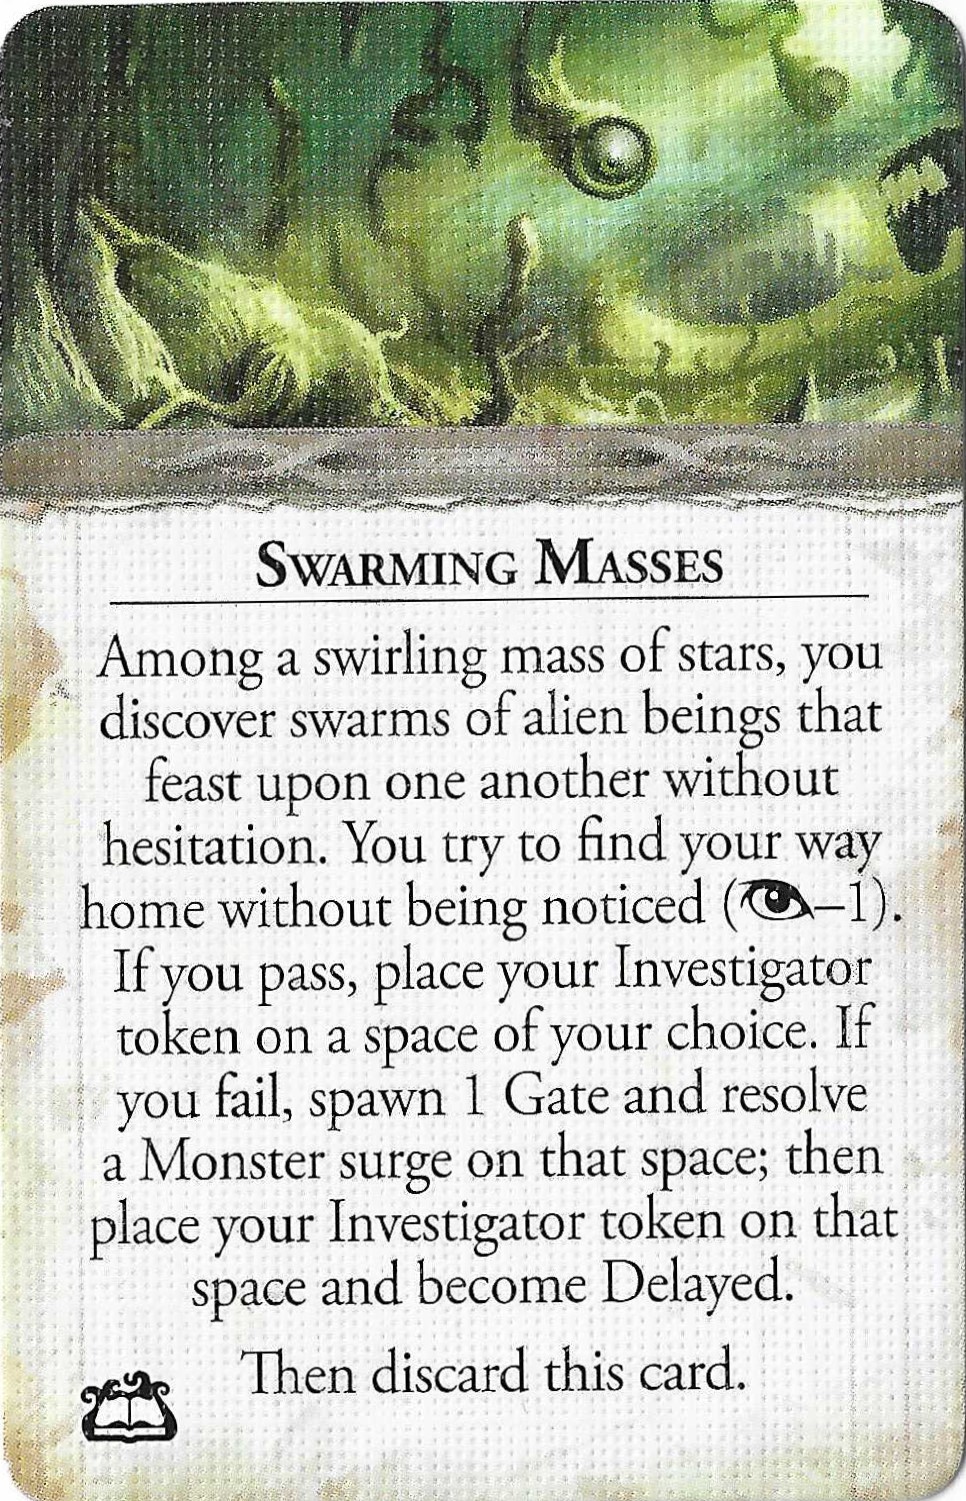 Swarming Masses
Among a swirling mass of stars, you
discover swarms of alien beings that
feast upon one another without
hesitation. You try to find your way
home without being noticed (–1).
If you pass, place your Investigator
token on a space of your choice. If
you fail, spawn 1 Gate and resolve
a Monster surge on that space; then
place your Investigator token on that
space and become Delayed.
Then discard this card.